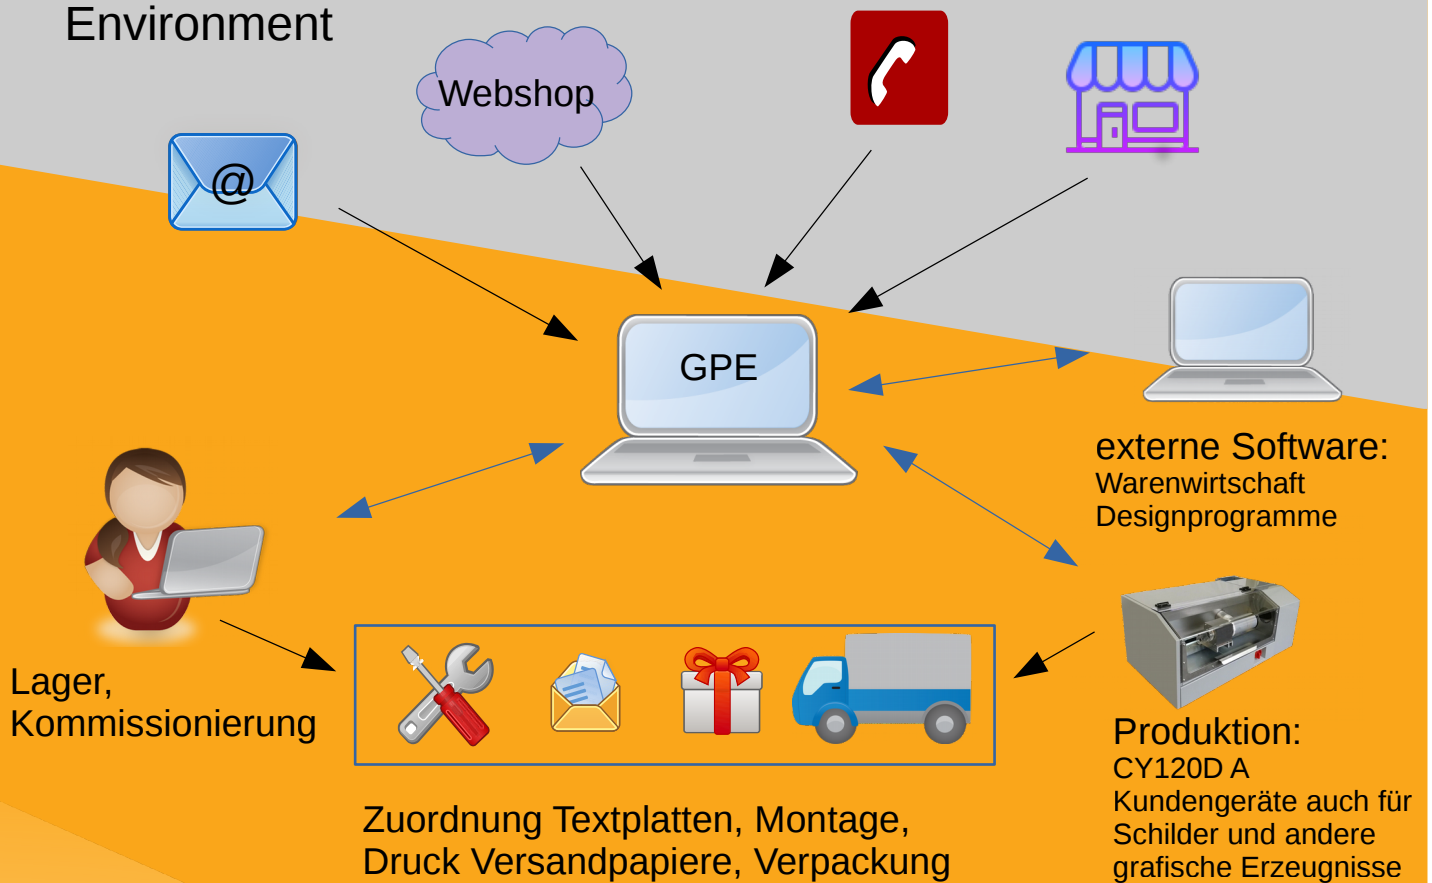 Environment
Webshop
@
GPE
externe Software:
Warenwirtschaft
Designprogramme
Lager,
Kommissionierung
Produktion:
CY120D A
Kundengeräte auch für
Schilder und andere
grafische Erzeugnisse
Zuordnung Textplatten, Montage,
Druck Versandpapiere, Verpackung